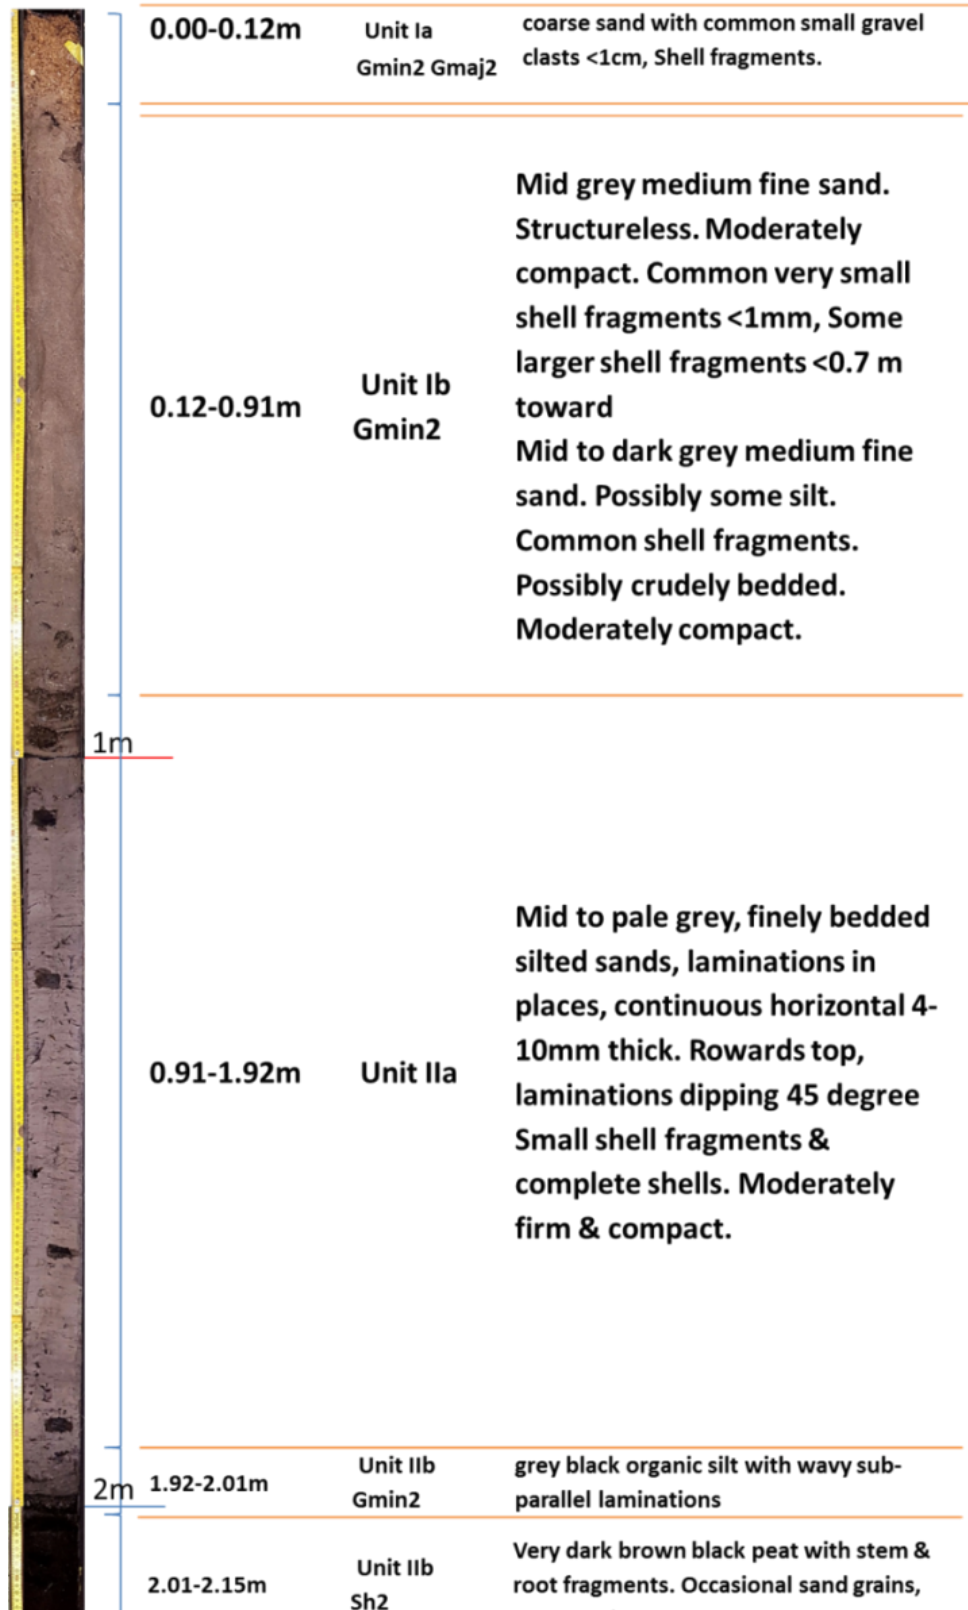 0.00-0.12m
Unit Ia
Gmin2 Gmaj2
coarse sand with common small gravel
clasts <1cm, Shell fragments.
0.12-0.91m
Unit Ib
Gmin2
Mid grey medium fine sand.
Structureless. Moderately
compact. Common very small
shell fragments <1mm, Some
larger shell fragments <0.7 m
toward
Mid to dark grey medium fine
sand. Possibly some silt.
Common shell fragments.
Possibly crudely bedded.
Moderately compact.
1m
0.91-1.92m
Unit IIa
Mid to pale grey, finely bedded
silted sands, laminations in
places, continuous horizontal 4-
10mm thick. Rowards top,
laminations dipping 45 degree
Small shell fragments &
complete shells. Moderately
firm & compact.
2m
1.92-2.01m
Unit IIb
Gmin2
grey black organic silt with wavy sub-
parallel laminations
2.01-2.15m
Unit IIb
Sh2
Very dark brown black peat with stem &
root fragments. Occasional sand grains,